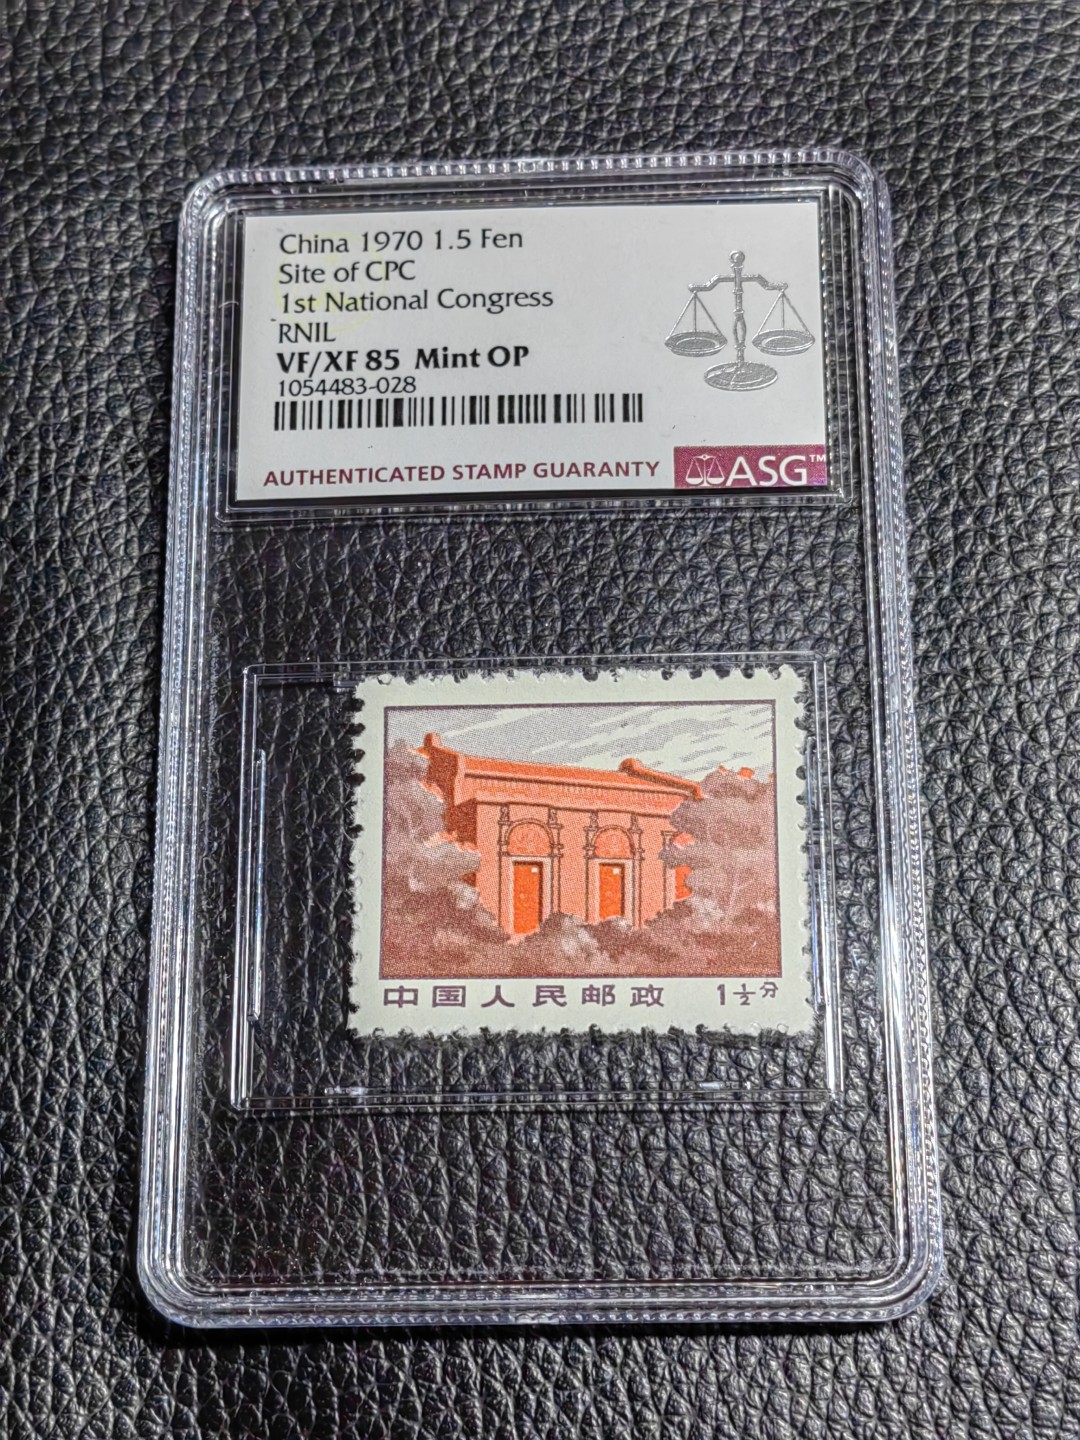 China 1970 1.5 Fen
Site of CPC
1st National Congress
RNIL
VF/XF 85 Mint OP
1054483-028
AUTHENTICATED STAMP GUARANTY
ASG™
中国人民邮政 1½分